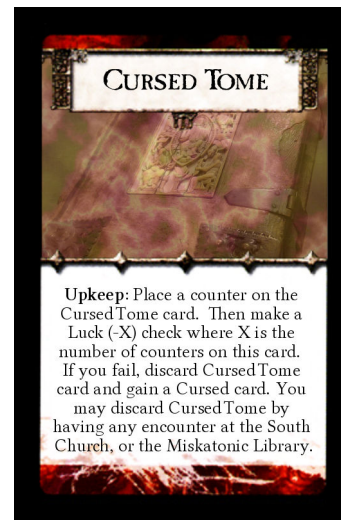 CURSED TOME
Upkeep: Place a counter on the
CursedTome card. Then make a
Luck (-X) check where X is the
number of counters on this card.
If you fail, discard CursedTome
card and gain a Cursed card. You
may discard CursedTome by
having any encounter at the South
Church, or the Miskatonic Library.